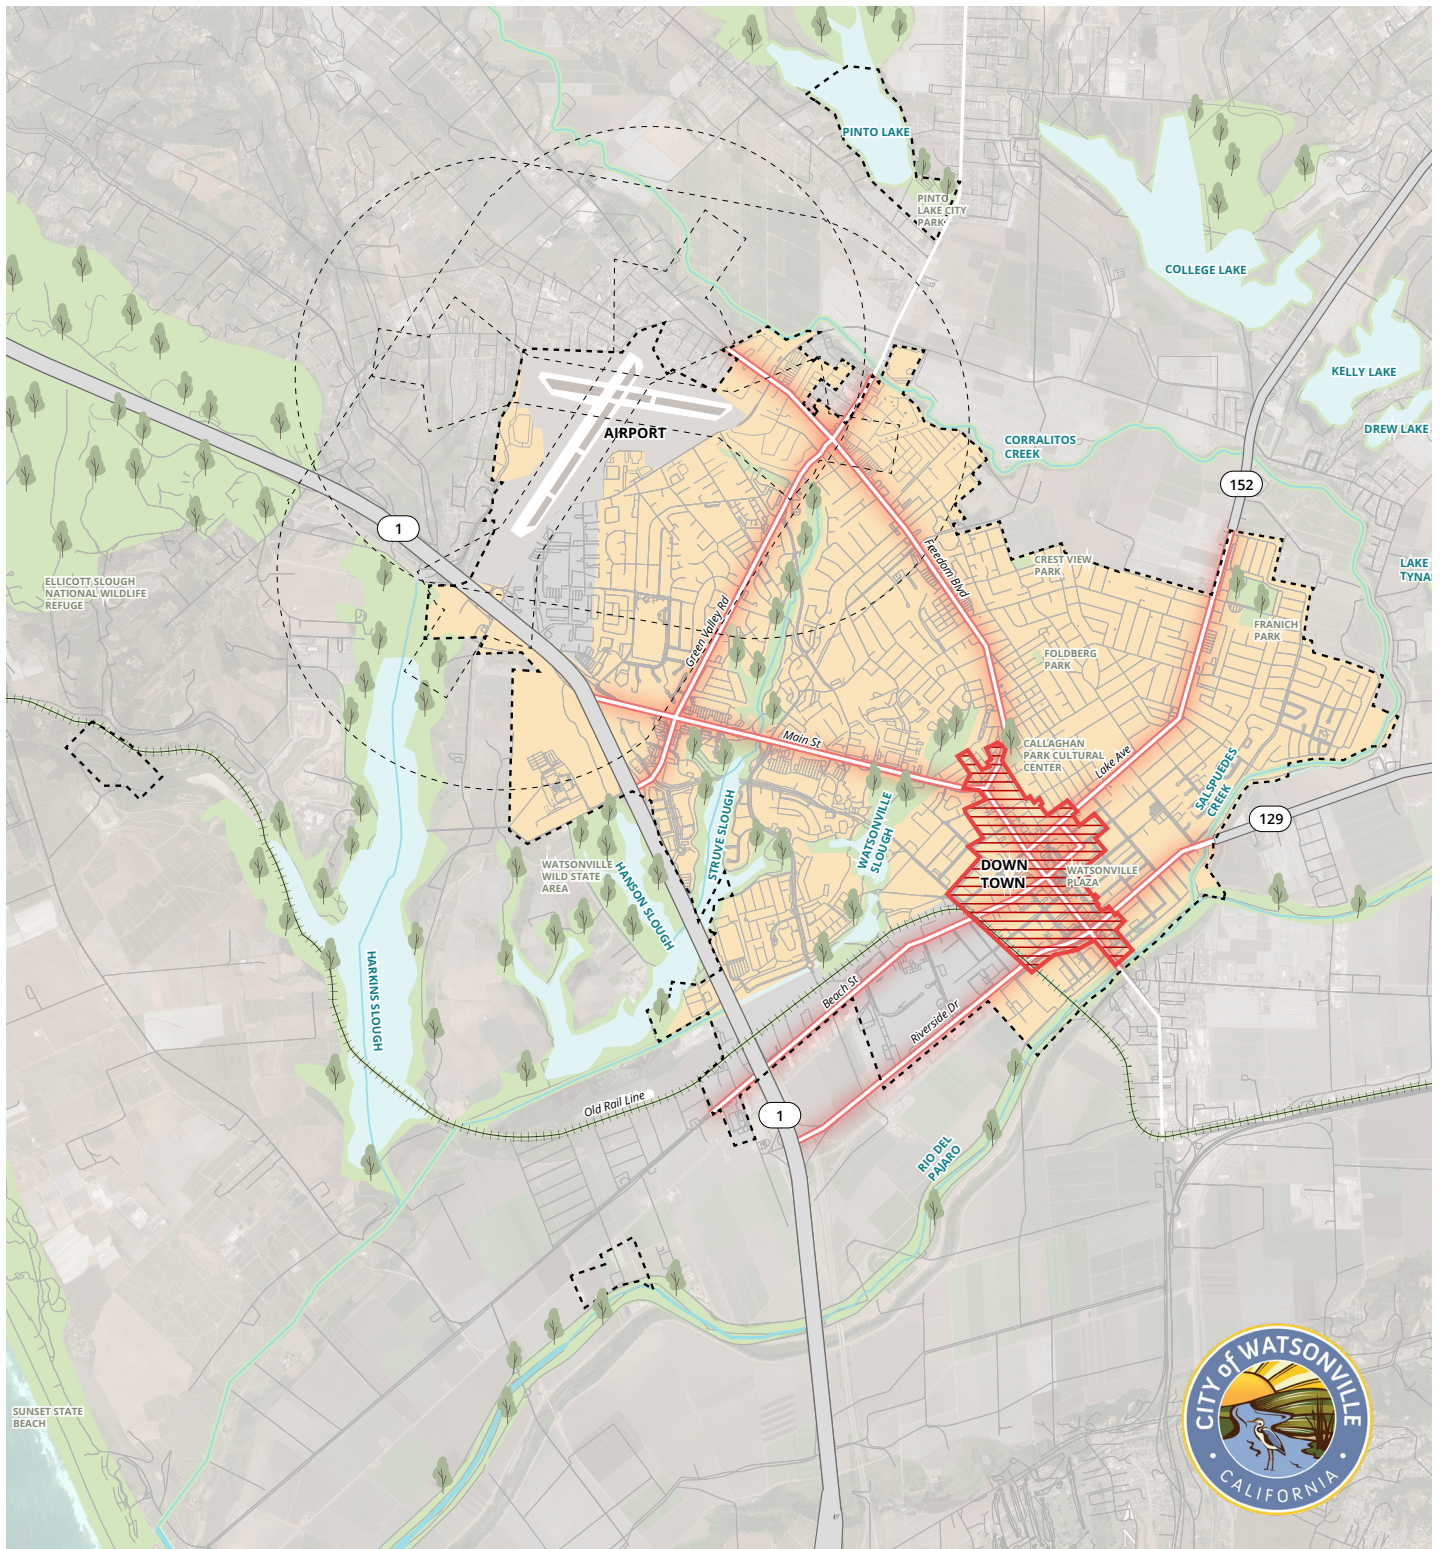 PINTO LAKE
PINTO
LAKE CITY
PARK
COLLEGE LAKE
KELLY LAKE
DREW LAKE
AIRPORT
CORRALITOS
CREEK
152
1
Freedom Blvd
CREST VIEW
PARK
LAKE
ELLICOTT SLOUGH
NATIONAL WILDLIFE
REFUGE
Green Valley Rd
FRANICH
PARK
FOLDBERG
PARK
Main St
CALLAGHAN
PARK CULTURAL
CENTER
Lake Ave
SALSPUEDES
CREEK
129
STRUVE SLOUGH
WATSONVILLE
SLOUGH
WATSONVILLE
WILD STATE
AREA
HANSON SLOUGH
DOWN
TOWN
WATSONVILLE
PLAZA
HARKINS SLOUGH
Beach St
Riverside Dr
Old Rail Line
1
RIO DEL
PAJARO
SUNSET STATE
BEACH
CITY of WATSONVILLE
CALIFORNIA